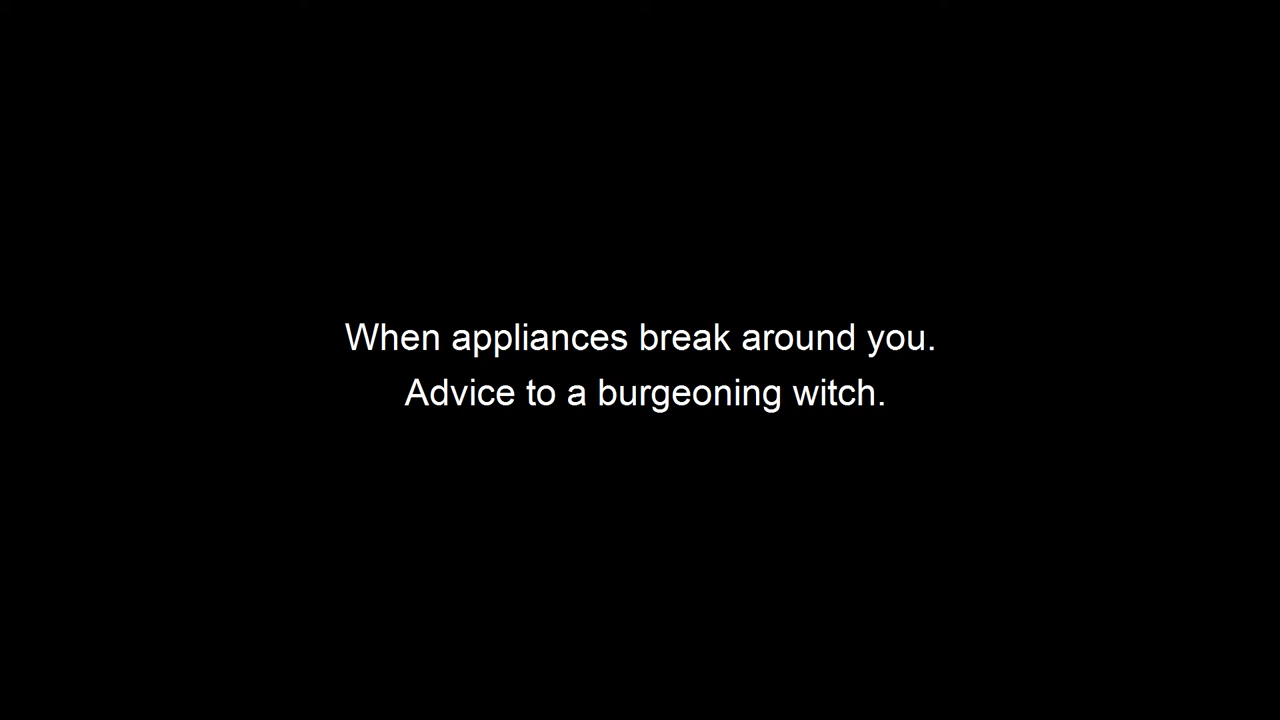 When appliances break around you.
Advice to a burgeoning witch.